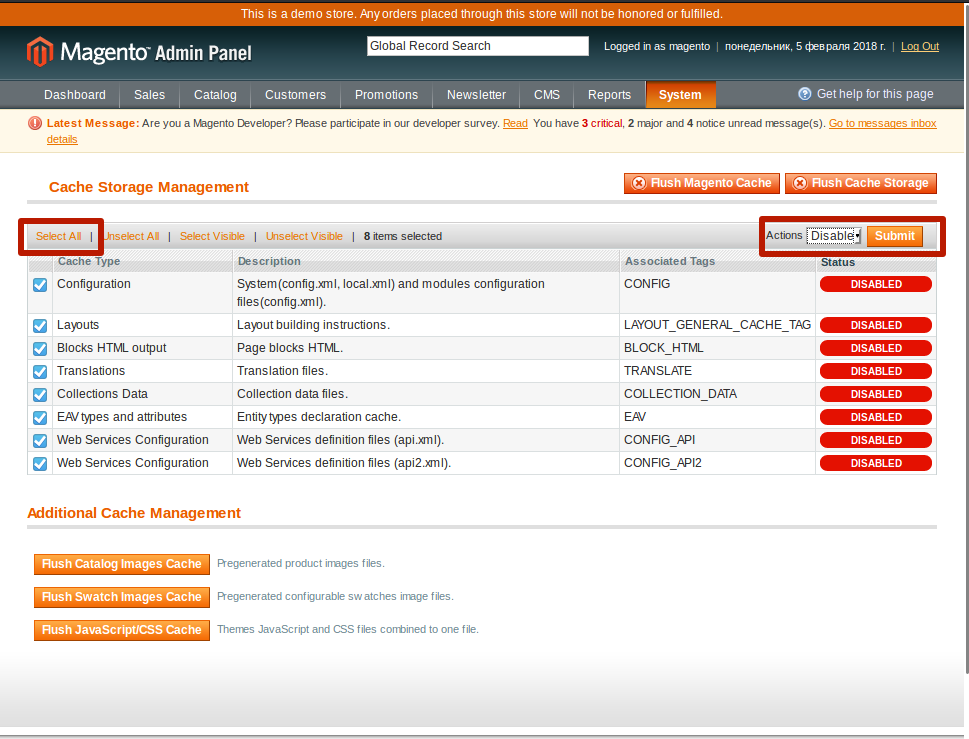 This is a demo store. Any orders placed through this store will not be honored or fulfilled.
Magento™ Admin Panel
Global Record Search
Logged in as magento | понедельник, 5 февраля 2018 г. | Log Out
Dashboard Sales Catalog Customers Promotions Newsletter CMS Reports System Get help for this page
Latest Message: Are you a Magento Developer? Please participate in our developer survey. Read You have 3 critical, 2 major and 4 notice unread message(s). Go to messages inbox
details
Cache Storage Management Flush Magento Cache Flush Cache Storage
Select All | Unselect All | Select Visible | Unselect Visible | 8 items selected Actions Disable Submit
Cache Type Description Associated Tags Status
Configuration System(config.xml, local.xml) and modules configuration CONFIG DISABLED
files(config.xml).
Layouts Layout building instructions. LAYOUT_GENERAL_CACHE_TAG DISABLED
Blocks HTML output Page blocks HTML. BLOCK_HTML DISABLED
Translations Translation files. TRANSLATE DISABLED
Collections Data Collection data files. COLLECTION_DATA DISABLED
EAV types and attributes Entity types declaration cache. EAV DISABLED
Web Services Configuration Web Services definition files (api.xml). CONFIG_API DISABLED
Web Services Configuration Web Services definition files (api2.xml). CONFIG_API2 DISABLED
Additional Cache Management
Flush Catalog Images Cache Pregenerated product images files.
Flush Swatch Images Cache Pregenerated configurable swatches image files.
Flush JavaScript/CSS Cache Themes JavaScript and CSS files combined to one file.